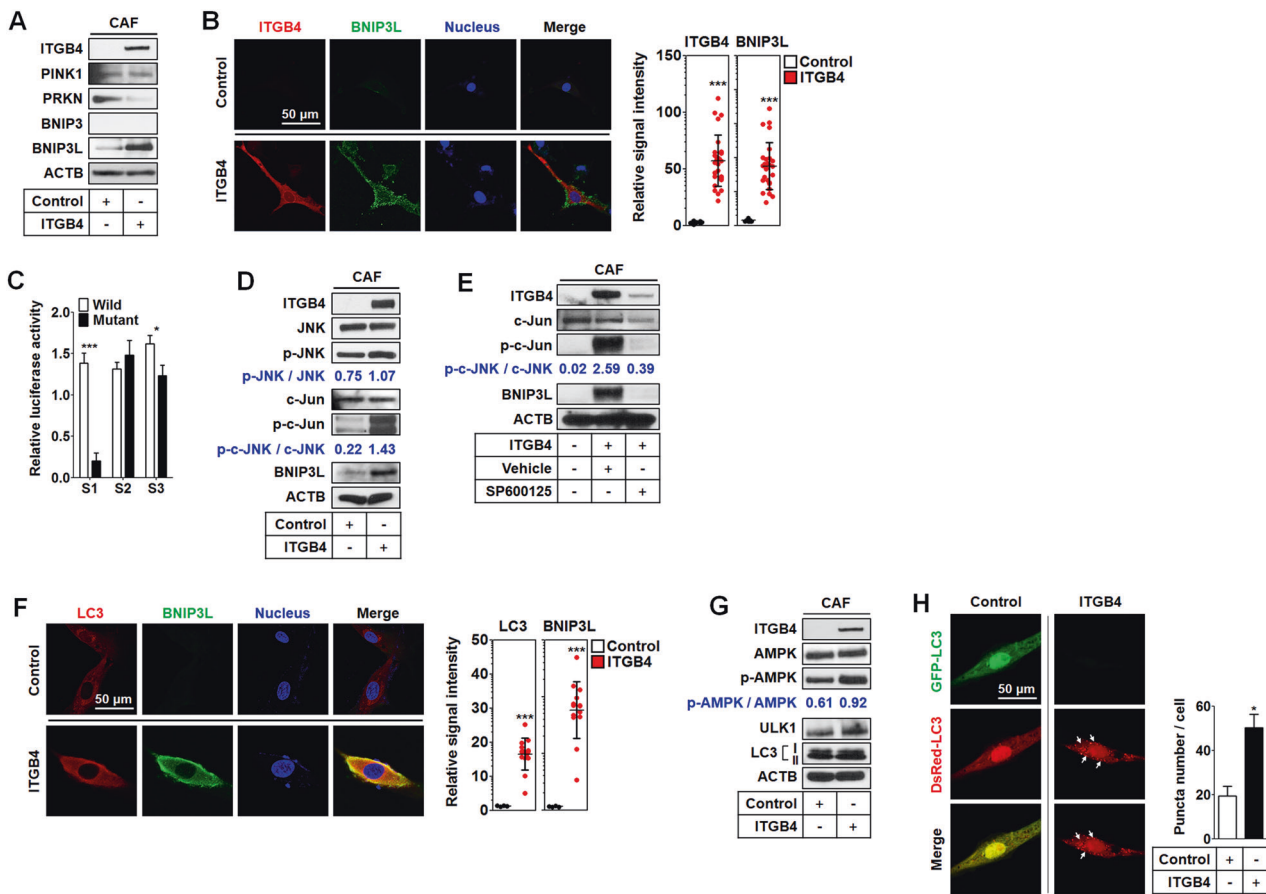 A
CAF
ITGB4
PINK1
PRKN
BNIP3
BNIP3L
ACTB
Control + -
ITGB4 - +
B
ITGB4 BNIP3L Nucleus Merge
Control
50 µm
ITGB4
ITGB4 BNIP3L
Control
ITGB4
Relative signal intensity
150
100
50
0
*** ***
C
Wild
Mutant
Relative luciferase activity
2.0
1.5
1.0
0.5
0.0
*** *
S1 S2 S3
D
CAF
ITGB4
JNK
p-JNK
p-JNK / JNK 0.75 1.07
c-Jun
p-c-Jun
p-c-JNK / c-JNK 0.22 1.43
BNIP3L
ACTB
Control + -
ITGB4 - +
E
CAF
ITGB4
c-Jun
p-c-Jun
p-c-JNK / c-JNK 0.02 2.59 0.39
BNIP3L
ACTB
ITGB4 - + +
Vehicle - + -
SP600125 - - +
F
LC3 BNIP3L Nucleus Merge
Control
50 µm
ITGB4
LC3 BNIP3L
Control
ITGB4
Relative signal intensity
50
40
30
20
10
0
*** ***
G
CAF
ITGB4
AMPK
p-AMPK
p-AMPK / AMPK 0.61 0.92
ULK1
LC3 I
II
ACTB
Control + -
ITGB4 - +
H
Control ITGB4
GFP-LC3
50 µm
DsRed-LC3
Merge
Puncta number / cell
60
40
20
0
*
Control + -
ITGB4 - +